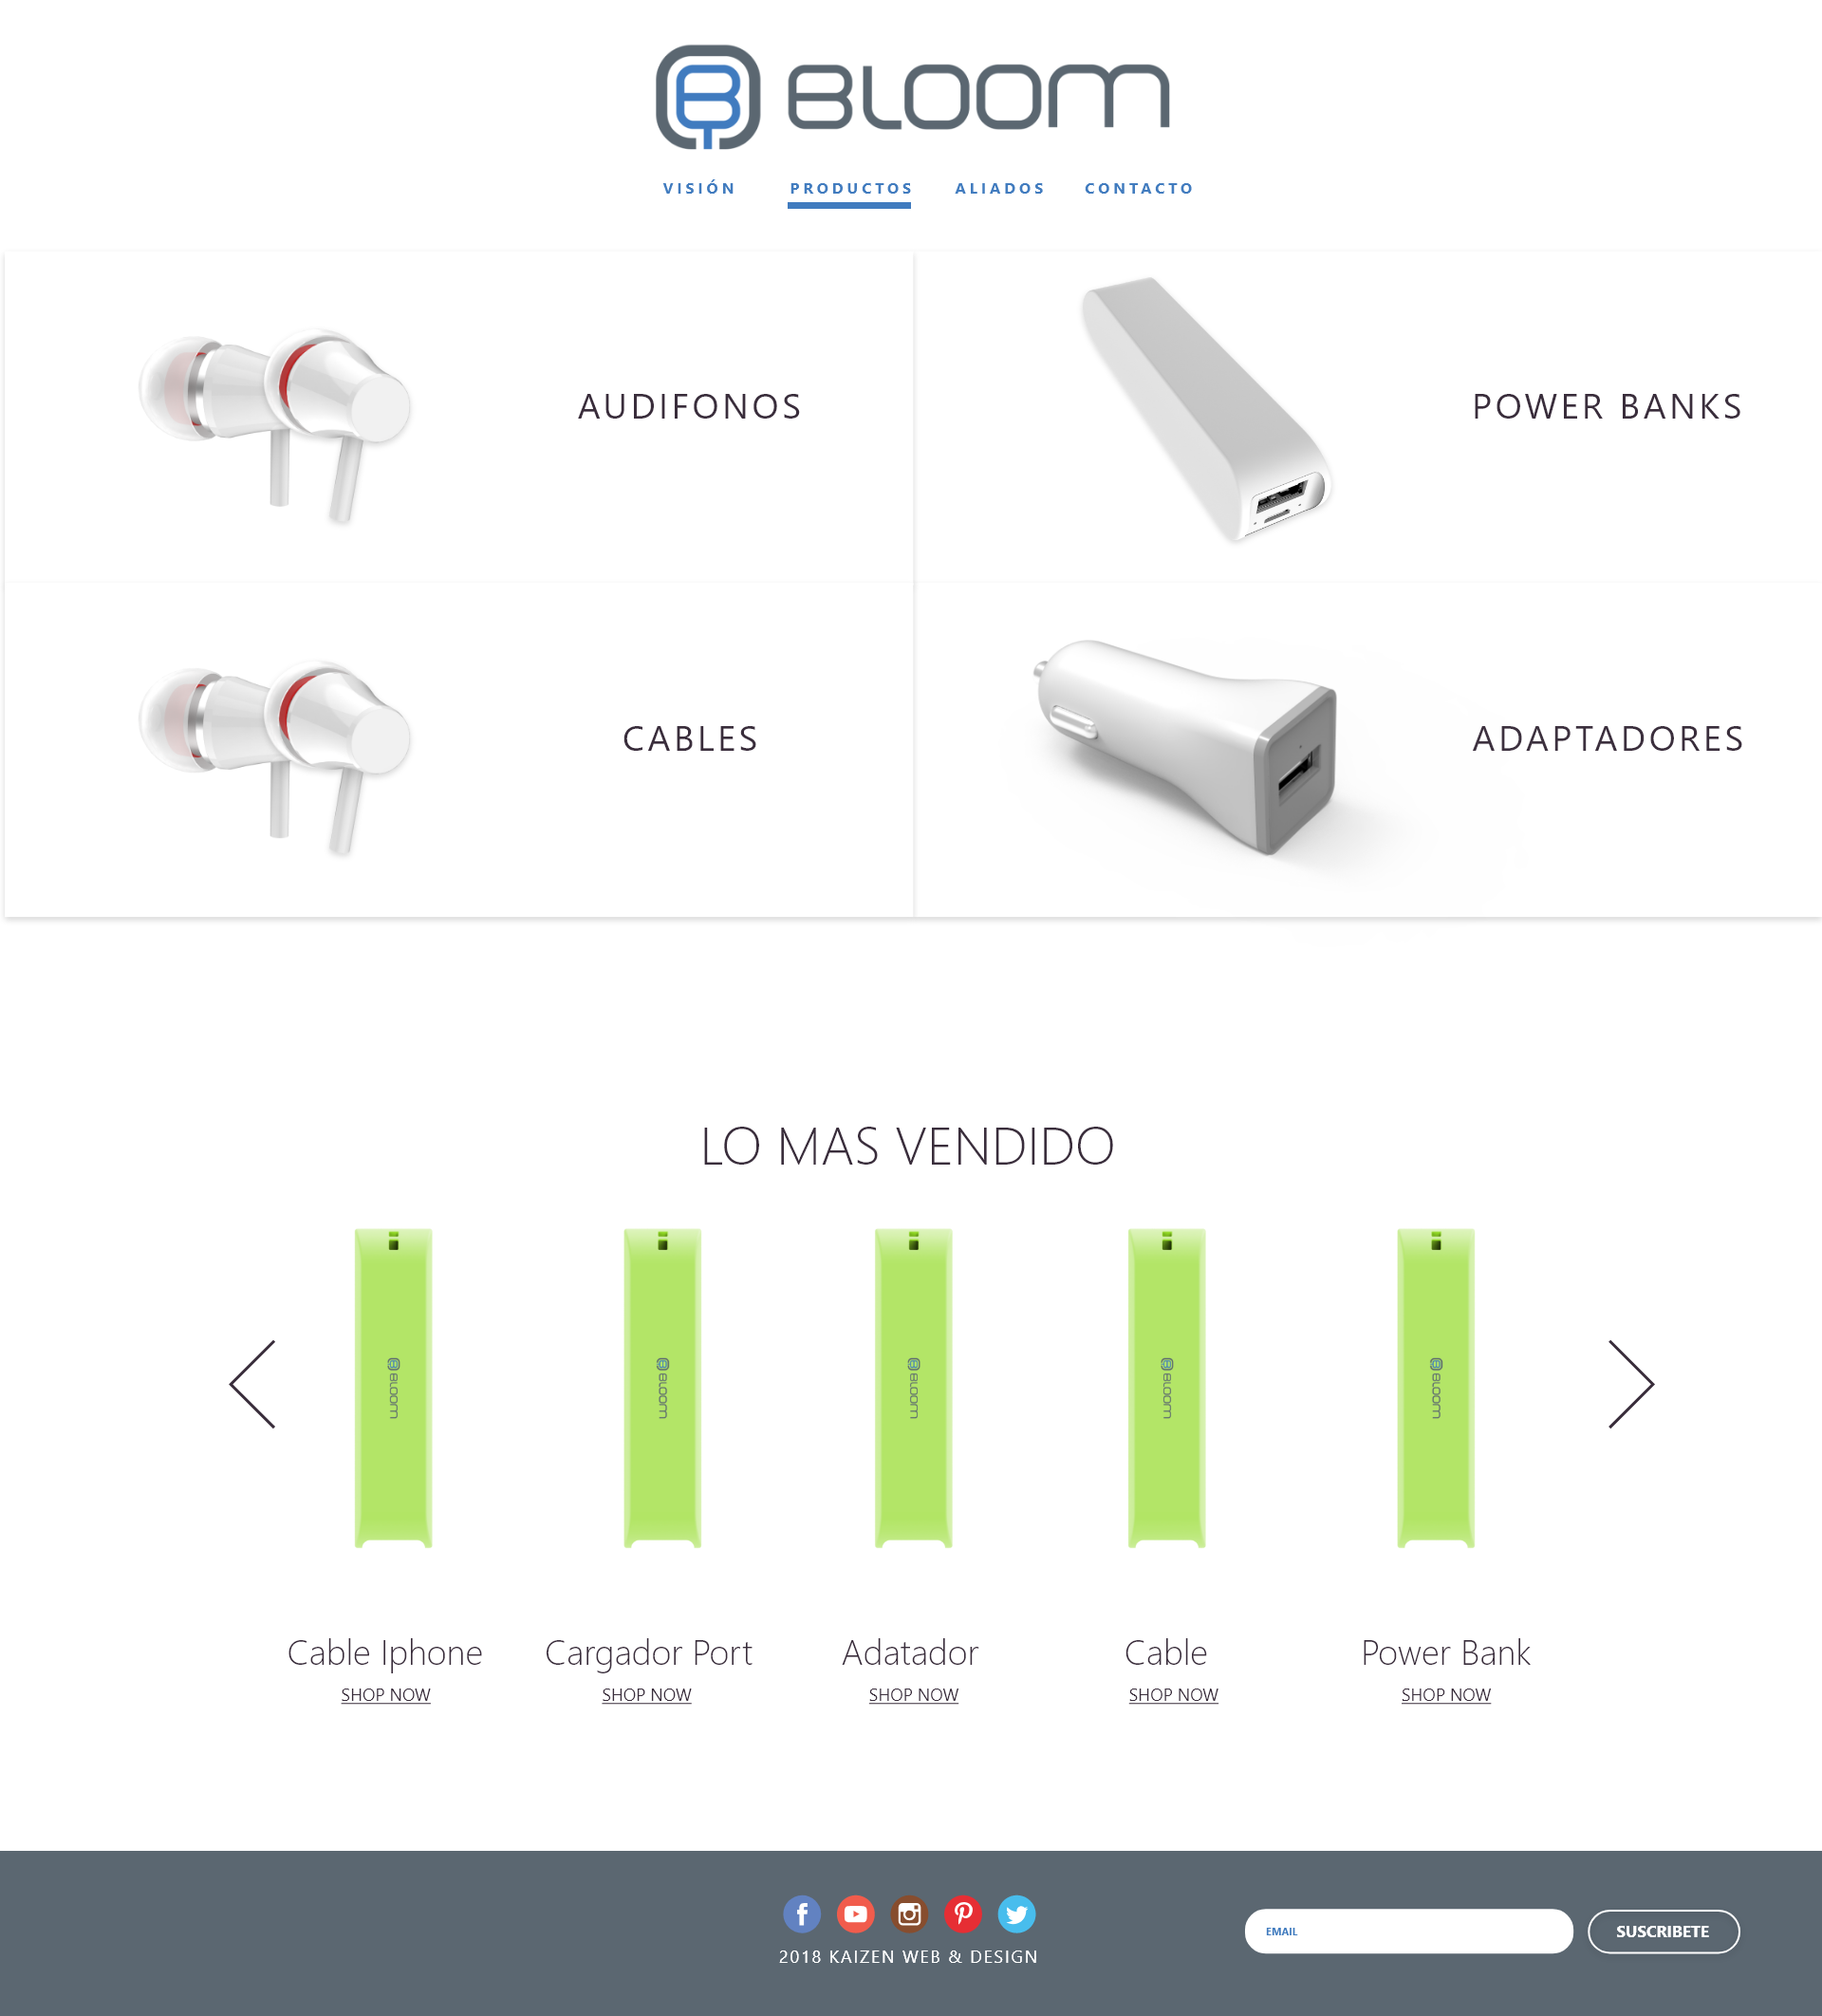 BLOOM
VISIÓN PRODUCTOS ALIADOS CONTACTO
AUDIFONOS
POWER BANKS
CABLES
ADAPTADORES
LO MAS VENDIDO
BLOOM BLOOM BLOOM BLOOM BLOOM
Cable Iphone Cargador Port Adatador Cable Power Bank
SHOP NOW SHOP NOW SHOP NOW SHOP NOW SHOP NOW
EMAIL
SUSCRIBETE
2018 KAIZEN WEB & DESIGN